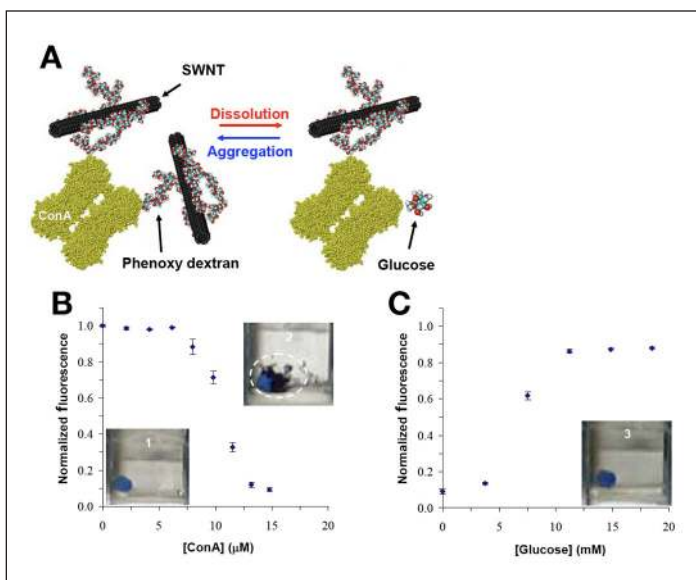 A
SWNT
Dissolution
Aggregation
ConA
Phenoxy dextran
Glucose
B
Normalized fluorescence
1.0
0.8
0.6
0.4
0.2
0.0
2
1
0
5
10
15
20
[ConA] (μM)
C
Normalized fluorescence
1.0
0.8
0.6
0.4
0.2
0.0
3
0
5
10
15
20
[Glucose] (mM)